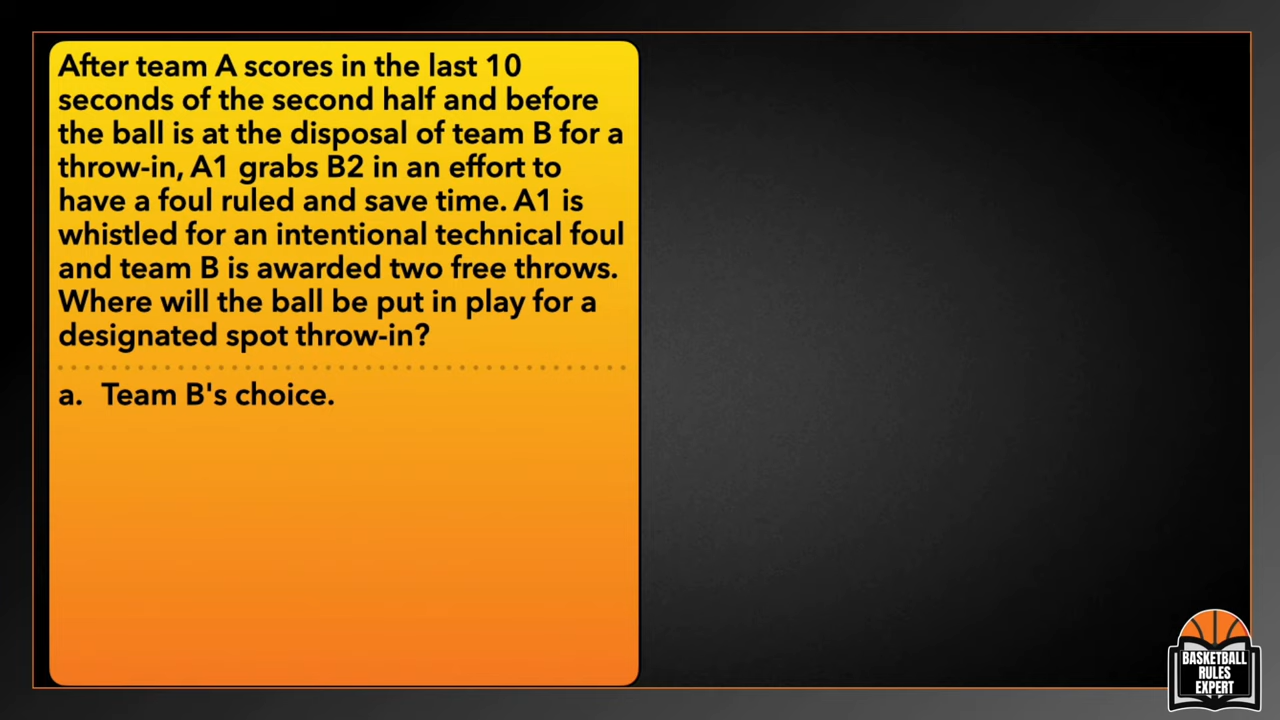 After team A scores in the last 10
seconds of the second half and before
the ball is at the disposal of team B for a
throw-in, A1 grabs B2 in an effort to
have a foul ruled and save time. A1 is
whistled for an intentional technical foul
and team B is awarded two free throws.
Where will the ball be put in play for a
designated spot throw-in?
a. Team B's choice.
BASKETBALL
RULES
EXPERT